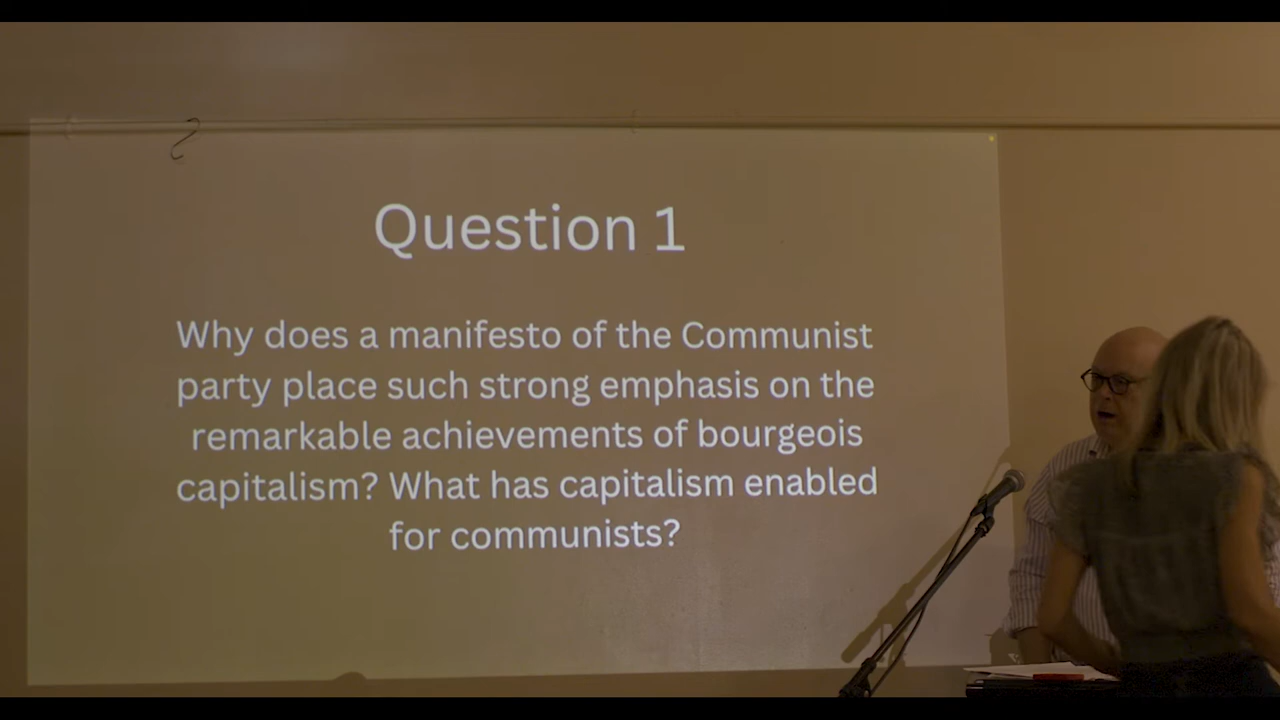 Question 1
Why does a manifesto of the Communist
party place such strong emphasis on the
remarkable achievements of bourgeois
capitalism? What has capitalism enabled
for communists?